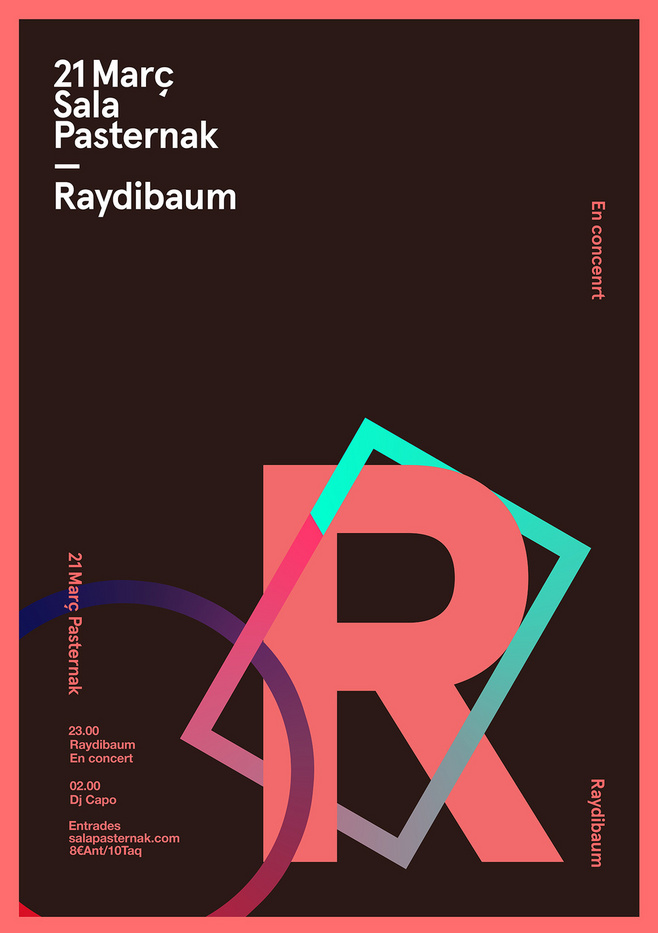 21 Març
Sala
Pasternak
—
Raydibaum
En concenrt
R
21 Març Pasternak
23.00
Raydibaum
En concert
02.00
Dj Capo
Entrades
salapasternak.com
8€Ant/10Taq
Raydibaum